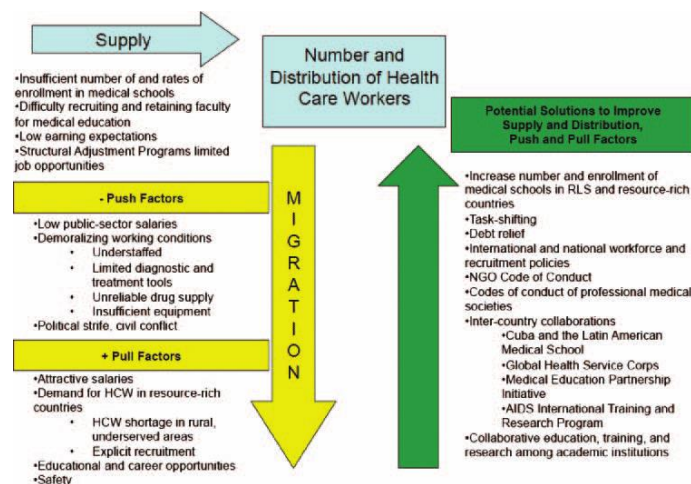 Supply
•Insufficient number of and rates of
enrollment in medical schools
•Difficulty recruiting and retaining faculty
for medical education
•Low earning expectations
•Structural Adjustment Programs limited
job opportunities
- Push Factors
•Low public-sector salaries
•Demoralizing working conditions
• Understaffed
• Limited diagnostic and
treatment tools
• Unreliable drug supply
• Insufficient equipment
•Political strife, civil conflict
+ Pull Factors
•Attractive salaries
•Demand for HCW in resource-rich
countries
• HCW shortage in rural,
underserved areas
• Explicit recruitment
•Educational and career opportunities
•Safety
Number and
Distribution of Health
Care Workers
MIGRATION
Potential Solutions to Improve
Supply and Distribution,
Push and Pull Factors
•Increase number and enrollment of
medical schools in RLS and resource-rich
countries
•Task-shifting
•Debt relief
•International and national workforce and
recruitment policies
•NGO Code of Conduct
•Codes of conduct of professional medical
societies
•Inter-country collaborations
•Cuba and the Latin American
Medical School
•Global Health Service Corps
•Medical Education Partnership
Initiative
•AIDS International Training and
Research Program
•Collaborative education, training, and
research among academic institutions